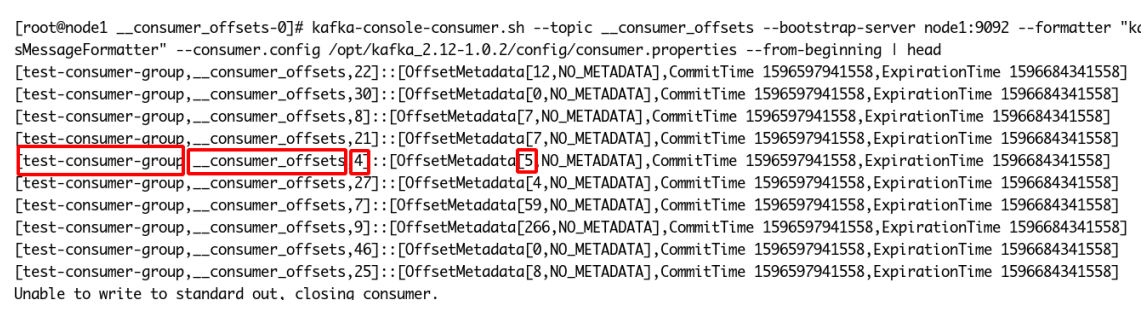 [root@node1 __consumer_offsets-0]# kafka-console-consumer.sh --topic __consumer_offsets --bootstrap-server node1:9092 --formatter "k
sMessageFormatter" --consumer.config /opt/kafka_2.12-1.0.2/config/consumer.properties --from-beginning | head
[test-consumer-group,__consumer_offsets,22]::[OffsetMetadata[12,NO_METADATA],CommitTime 1596597941558,ExpirationTime 1596684341558]
[test-consumer-group,__consumer_offsets,30]::[OffsetMetadata[0,NO_METADATA],CommitTime 1596597941558,ExpirationTime 1596684341558]
[test-consumer-group,__consumer_offsets,8]::[OffsetMetadata[7,NO_METADATA],CommitTime 1596597941558,ExpirationTime 1596684341558]
[test-consumer-group,__consumer_offsets,21]::[OffsetMetadata[7,NO_METADATA],CommitTime 1596597941558,ExpirationTime 1596684341558]
[test-consumer-group,__consumer_offsets,4]::[OffsetMetadata[5,NO_METADATA],CommitTime 1596597941558,ExpirationTime 1596684341558]
[test-consumer-group,__consumer_offsets,27]::[OffsetMetadata[4,NO_METADATA],CommitTime 1596597941558,ExpirationTime 1596684341558]
[test-consumer-group,__consumer_offsets,7]::[OffsetMetadata[59,NO_METADATA],CommitTime 1596597941558,ExpirationTime 1596684341558]
[test-consumer-group,__consumer_offsets,9]::[OffsetMetadata[266,NO_METADATA],CommitTime 1596597941558,ExpirationTime 1596684341558]
[test-consumer-group,__consumer_offsets,46]::[OffsetMetadata[0,NO_METADATA],CommitTime 1596597941558,ExpirationTime 1596684341558]
[test-consumer-group,__consumer_offsets,25]::[OffsetMetadata[8,NO_METADATA],CommitTime 1596597941558,ExpirationTime 1596684341558]
Unable to write to standard out, closing consumer.